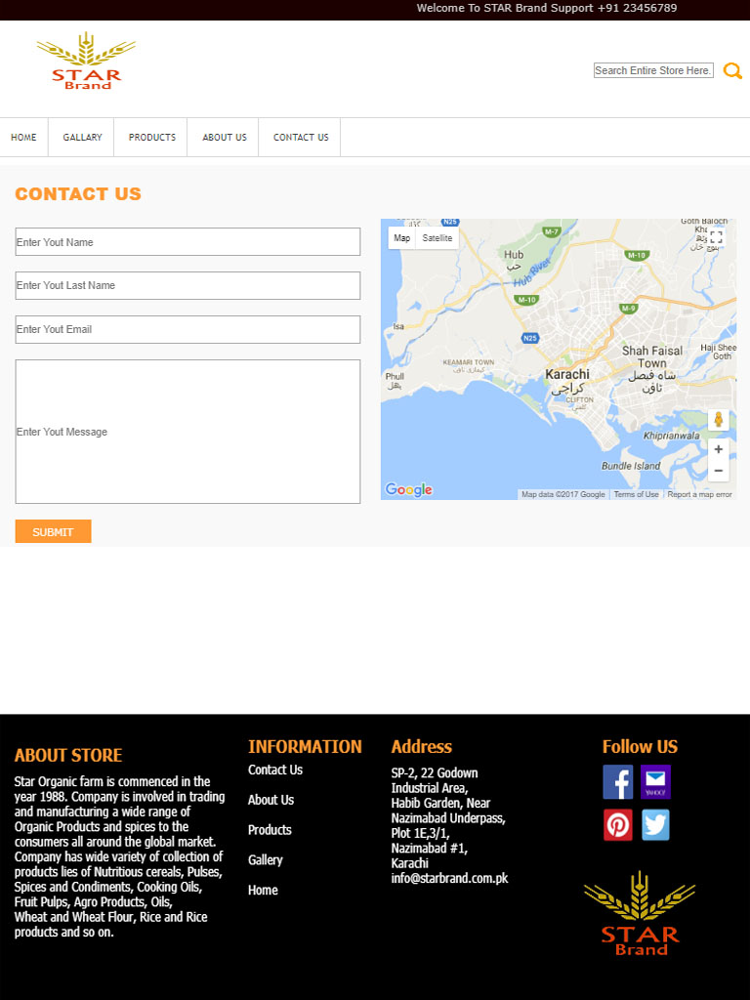 Welcome To STAR Brand Support +91 23456789
STAR
Brand
Search Entire Store Here.
HOME
GALLARY
PRODUCTS
ABOUT US
CONTACT US
CONTACT US
Enter Yout Name
Enter Yout Last Name
Enter Yout Email
Enter Yout Message
SUBMIT
Map
Satellite
N25
M-7
Goth Baloch
Hub
حب
Hub River
M-10
M-10
M-9
Isa
N25
KEAMARI TOWN
کیماڑی ٹاؤن
Shah Faisal
Town
شاہ فیصل
ٹاؤن
Haji Shee
Goth
Phull
پھل
Karachi
كراچى
CLIFTON
كلفٹن
Khiprianwala
Bundle Island
+
−
Google
Map data ©2017 Google
Terms of Use
Report a map error
ABOUT STORE
Star Organic farm is commenced in the
year 1988. Company is involved in trading
and manufacturing a wide range of
Organic Products and spices to the
consumers all around the global market.
Company has wide variety of collection of
products lies of Nutritious cereals, Pulses,
Spices and Condiments, Cooking Oils,
Fruit Pulps, Agro Products, Oils,
Wheat and Wheat Flour, Rice and Rice
products and so on.
INFORMATION
Contact Us
About Us
Products
Gallery
Home
Address
SP-2, 22 Godown
Industrial Area,
Habib Garden, Near
Nazimabad Underpass,
Plot 1E,3/1,
Nazimabad #1,
Karachi
info@starbrand.com.pk
Follow US
YAHOO!
STAR
Brand